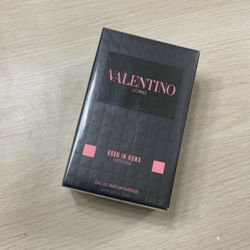 VALENTINO
UOMO
BORN IN ROMA
INTENSE
EAU DE PARFUM INTENSE